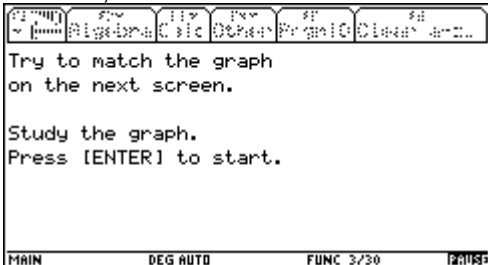 Algebra Calc Other PrgmIO Clean
Try to match the graph
on the next screen.
Study the graph.
Press [ENTER] to start.
MAIN DEG AUTO FUNC 3/30 PAUSE